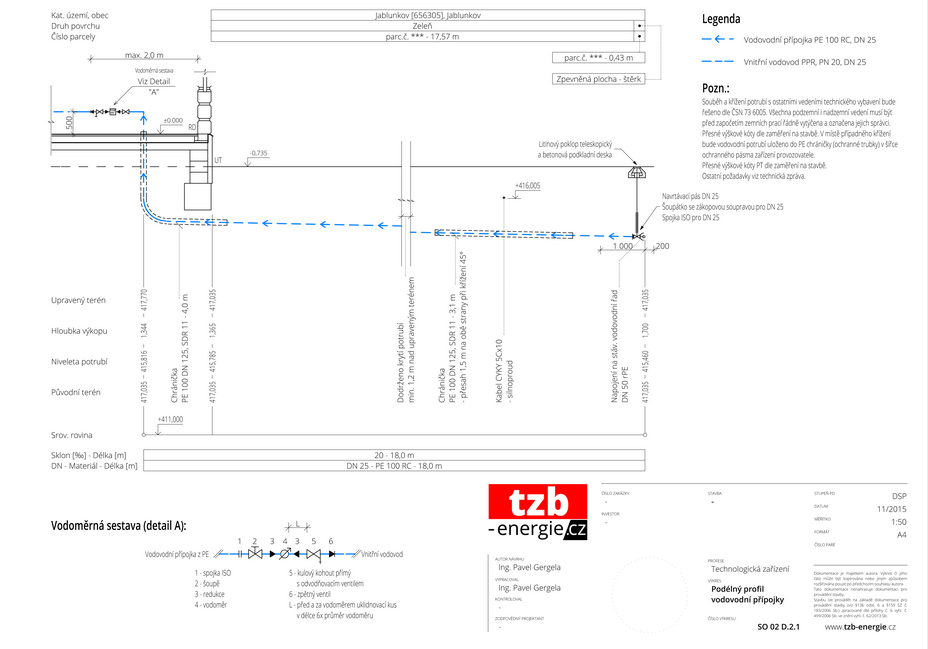 Kat. území, obec
Druh povrchu
Číslo parcely
Jablunkov [656305], Jablunkov
Zeleň
parc.č. *** - 17,57 m
parc.č. *** - 0,43 m
Zpevněná plocha - štěrk
max. 2,0 m
Vodoměrná sestava
Viz Detail
"A"
500
±0.000
RD
UT
-0,735
+416,005
Litinový poklop teleskopický
a betonová podkladní deska
Navrtávací pás DN 25
Šoupátko se zákopovou soupravou pro DN 25
Spojka ISO pro DN 25
1 000
200
Legenda
Vodovodní přípojka PE 100 RC, DN 25
Vnitřní vodovod PPR, PN 20, DN 25
Pozn.:
Souběh a křížení potrubí s ostatními vedeními technického vybavení bude
řešeno dle ČSN 73 6005. Všechna podzemní i nadzemní vedení musí být
před započetím zemních prací řádně vytýčena a označena jejich správci.
Přesné výškové kóty dle zaměření na stavbě. V místě případného křížení
bude vodovodní potrubí uloženo do PE chráničky (ochranné trubky) v šířce
ochranného pásma zařízení provozovatele.
Přesné výškové kóty PT dle zaměření na stavbě.
Ostatní požadavky viz technická zpráva.
Upravený terén
Hloubka výkopu
Niveleta potrubí
Původní terén
Srov. rovina
417,035 – 415,816 – 1,344 – 417,770
Chránička
PE 100 DN 125, SDR 11 - 4,0 m
417,035 – 415,785 – 1,365 – 417,035
Dodrženo krytí potrubí
min. 1,2 m nad upraveným terénem
Chránička
PE 100 DN 125, SDR 11 - 3,1 m
- přesah 1,5 m na obě strany při křížení 45°
Kabel CYKY 5Cx10
- silnoproud
Napojení na stáv. vodovodní řad
DN 50 rPE
417,035 – 415,460 – 1,700 – 417,035
+411,000
Sklon [‰] - Délka [m]
20 - 18,0 m
DN - Materiál - Délka [m]
DN 25 - PE 100 RC - 18,0 m
Vodoměrná sestava (detail A):
L
1 2 3 4 3 5 6
Vodovodní přípojka z PE
Vnitřní vodovod
1 - spojka ISO
2 - šoupě
3 - redukce
4 - vodoměr
5 - kulový kohout přímý
s odvodňovacím ventilem
6 - zpětný ventil
L - před a za vodoměrem uklidňovací kus
v délce 6x průměr vodoměru
tzb
-energie.cz
ČÍSLO ZAKÁZKY
-
INVESTOR
-
STAVBA
-
STUPEŇ PD
DSP
DATUM
11/2015
MĚŘÍTKO
1:50
FORMÁT
A4
ČÍSLO PARÉ
AUTOR NÁVRHU
Ing. Pavel Gergela
VYPRACOVAL
Ing. Pavel Gergela
KONTROLOVAL
-
ZODPOVĚDNÝ PROJEKTANT
-
PROFESE
Technologická zařízení
VÝKRES
Podélný profil
vodovodní přípojky
ČÍSLO VÝKRESU
SO 02 D.2.1
www.tzb-energie.cz